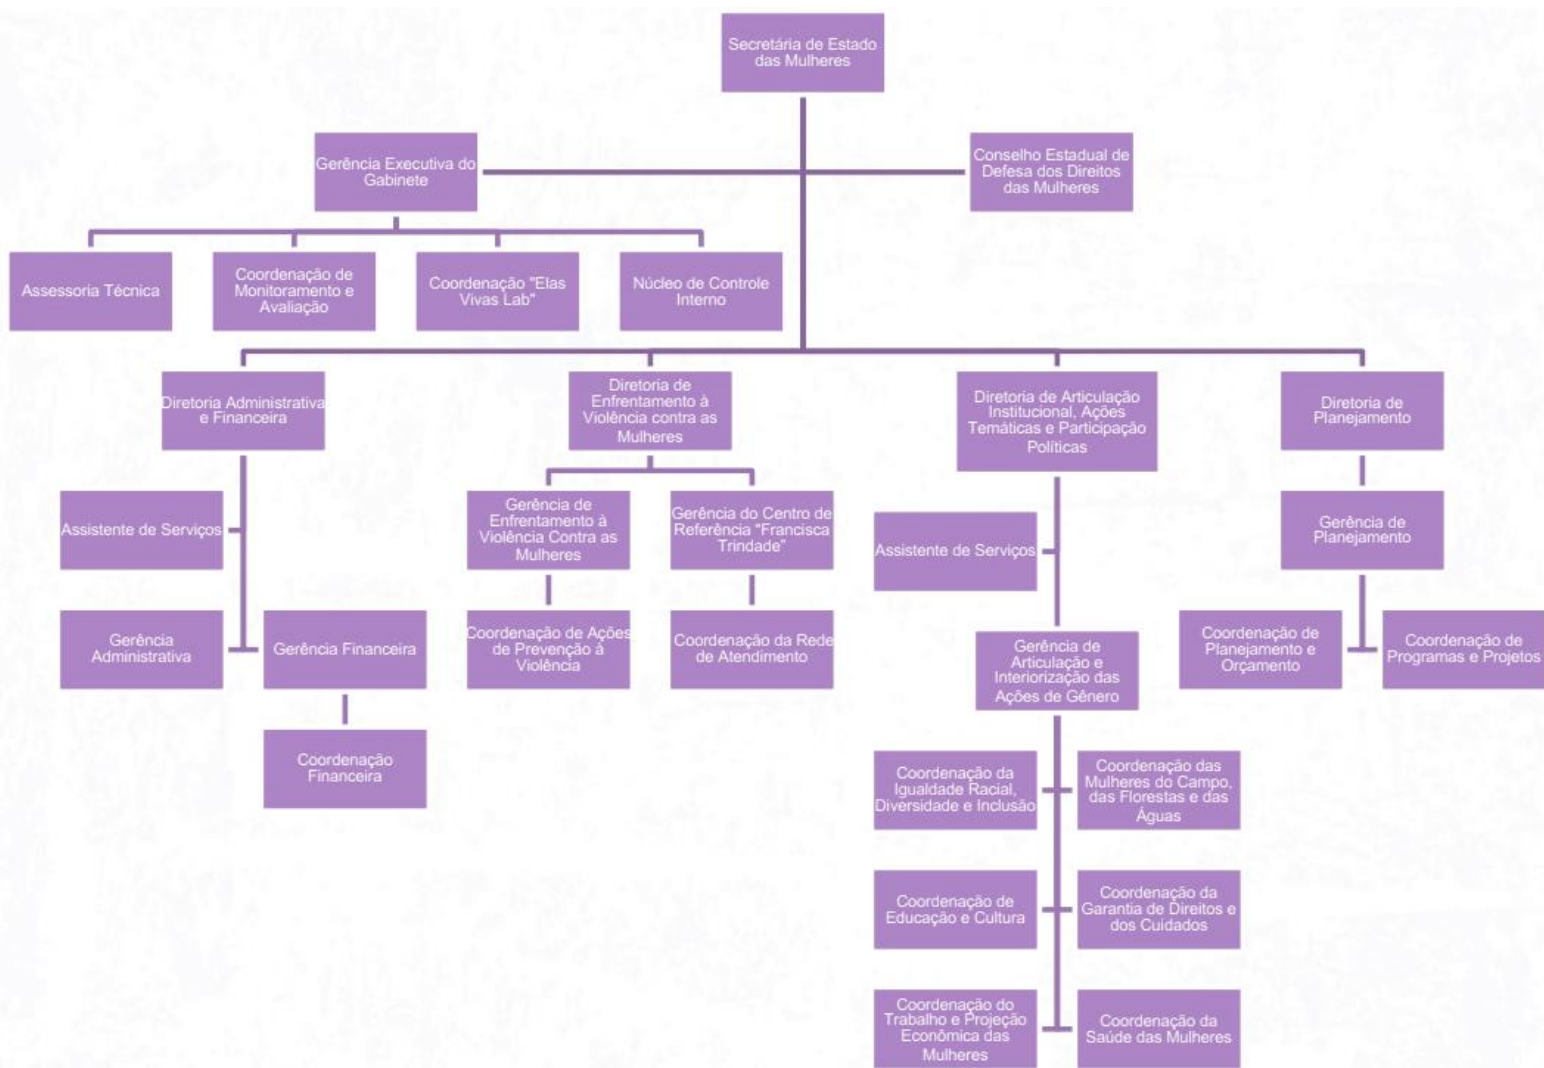 Secretária de Estado
das Mulheres
Gerência Executiva do
Gabinete
Conselho Estadual de
Defesa dos Direitos
das Mulheres
Assessoria Técnica
Coordenação de
Monitoramento e
Avaliação
Coordenação "Elas
Vivas Lab"
Núcleo de Controle
Interno
Diretoria Administrativa
e Financeira
Diretoria de
Enfrentamento à
Violência contra as
Mulheres
Diretoria de Articulação
Institucional, Ações
Temáticas e Participação
Políticas
Diretoria de
Planejamento
Assistente de Serviços
Gerência de
Enfrentamento à
Violência Contra as
Mulheres
Gerência do Centro de
Referência "Francisca
Trindade"
Assistente de Serviços
Gerência de
Planejamento
Gerência
Administrativa
Gerência Financeira
Coordenação de Ações
de Prevenção à
Violência
Coordenação da Rede
de Atendimento
Gerência de
Articulação e
Interiorização das
Ações de Gênero
Coordenação de
Planejamento e
Orçamento
Coordenação de
Programas e Projetos
Coordenação
Financeira
Coordenação da
Igualdade Racial,
Diversidade e Inclusão
Coordenação das
Mulheres do Campo,
das Florestas e das
Águas
Coordenação de
Educação e Cultura
Coordenação da
Garantia de Direitos e
dos Cuidados
Coordenação do
Trabalho e Projeção
Econômica das
Mulheres
Coordenação da
Saúde das Mulheres